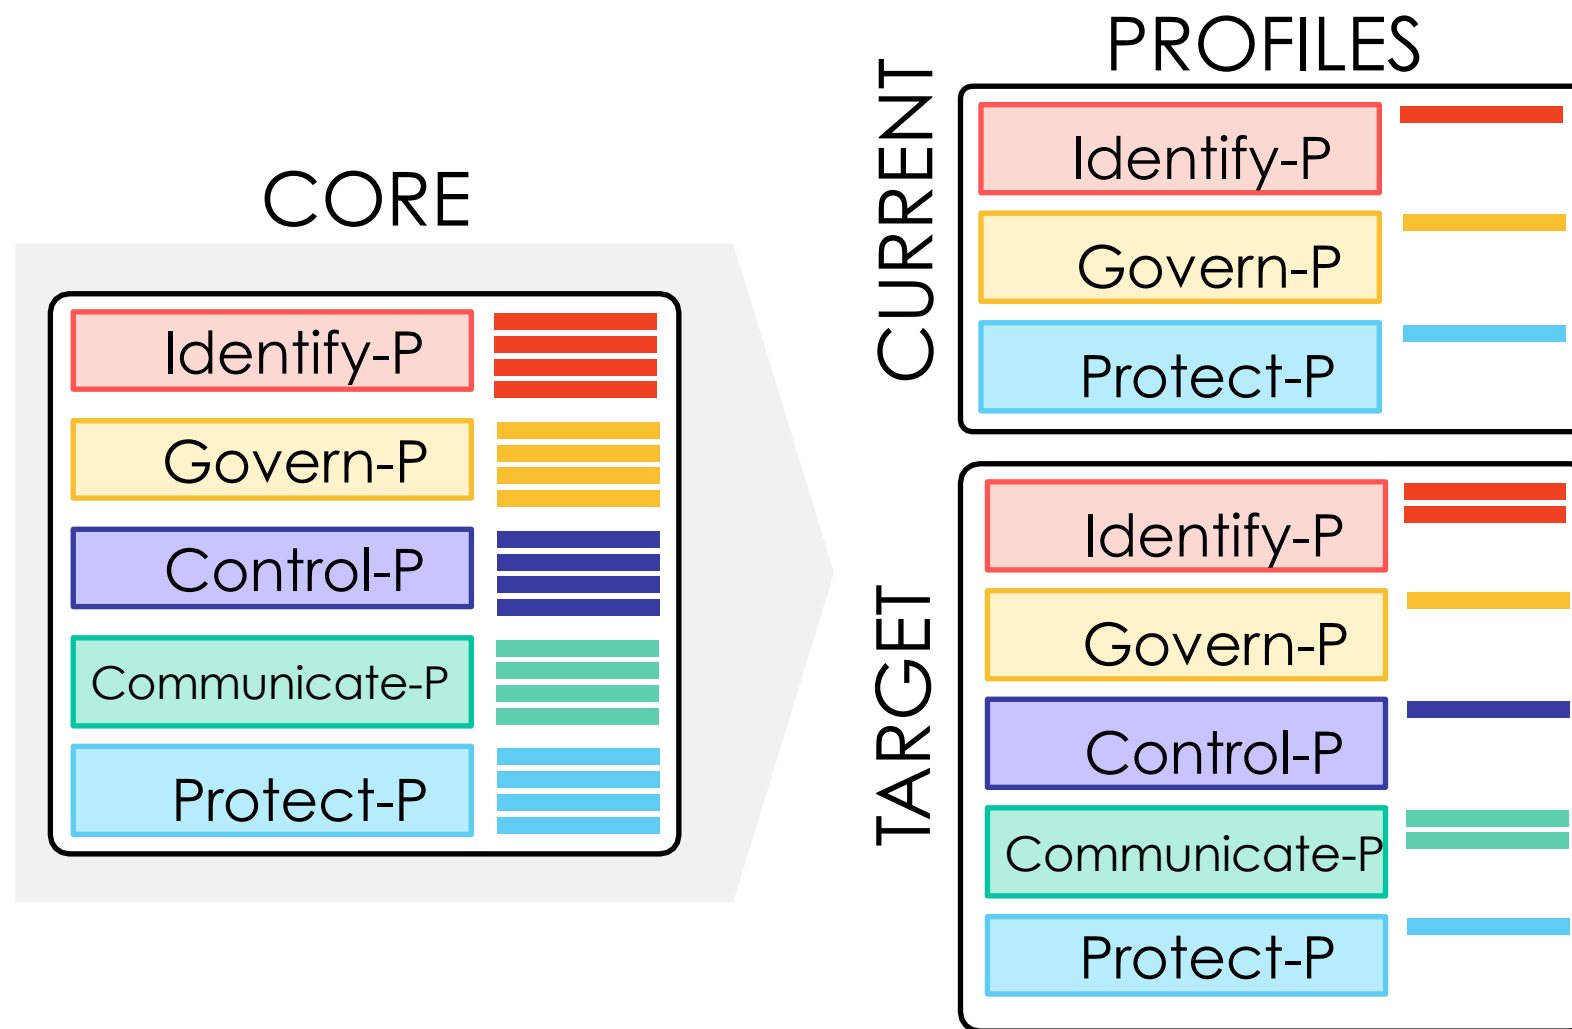 CORE
Identify-P
Govern-P
Control-P
Communicate-P
Protect-P
PROFILES
CURRENT
Identify-P
Govern-P
Protect-P
TARGET
Identify-P
Govern-P
Control-P
Communicate-P
Protect-P